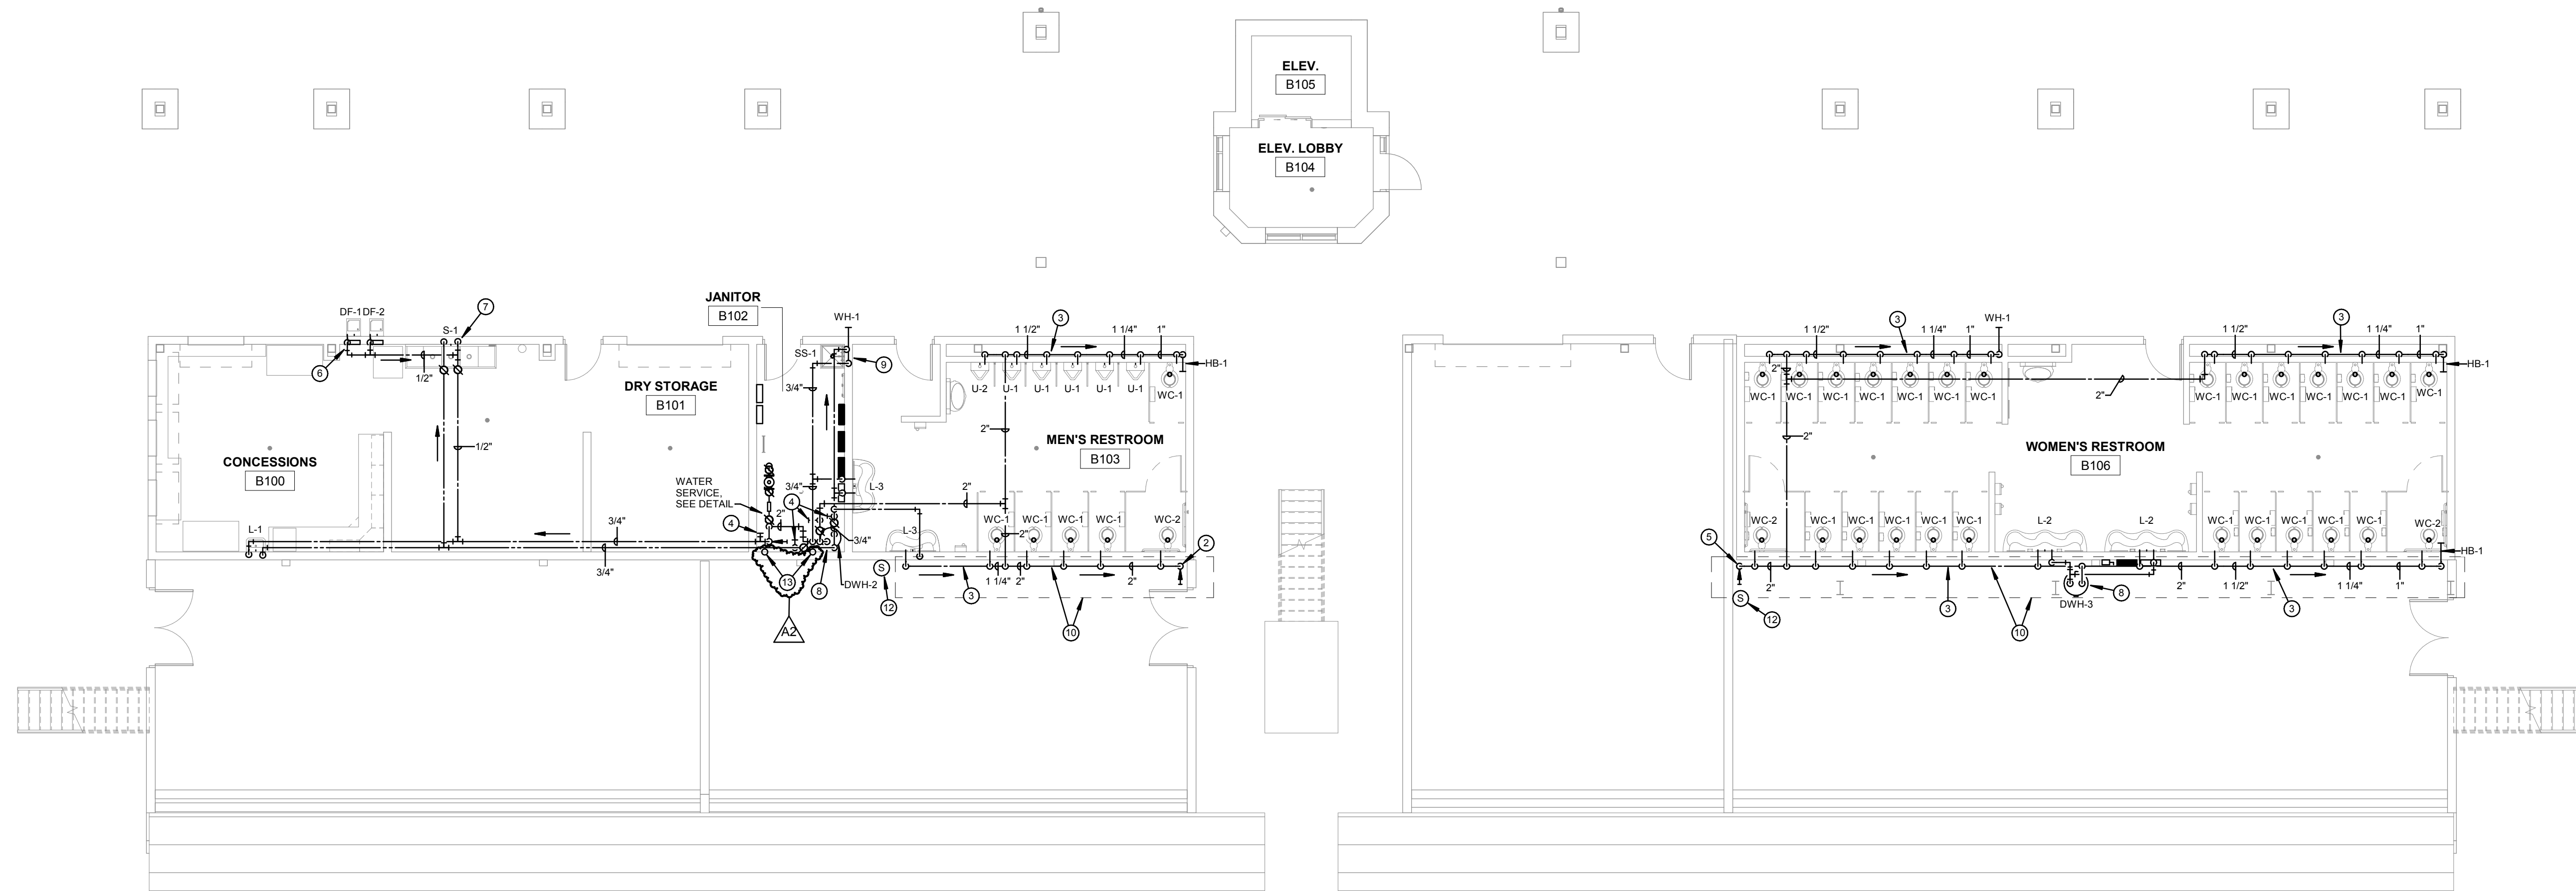 ELEV.
B105
ELEV. LOBBY
B104
JANITOR
B102
DF-1 DF-2
S-1
7
6
1/2"
1/2"
WH-1
SS-1
9
3/4"
3/4"
DRY STORAGE
B101
CONCESSIONS
B100
L-1
3/4"
3/4"
WATER
SERVICE,
SEE DETAIL
4
2"
4
3/4"
13
8
DWH-2
A2
1 1/2"
3
1 1/4"
1"
HB-1
U-2
U-1
U-1
U-1
U-1
U-1
WC-1
2"
MEN'S RESTROOM
B103
L-3
L-3
2"
WC-1
WC-1
WC-1
WC-1
WC-2
2"
2
S
12
3
1 1/4"
2"
2"
10
1 1/2"
3
1 1/4"
1"
WH-1
2"
WC-1
WC-1
WC-1
WC-1
WC-1
WC-1
WC-1
2"
2"
1 1/2"
3
1 1/4"
1"
HB-1
WC-1
WC-1
WC-1
WC-1
WC-1
WC-1
WC-1
WOMEN'S RESTROOM
B106
WC-2
WC-1
WC-1
WC-1
WC-1
WC-1
L-2
L-2
WC-1
WC-1
WC-1
WC-1
WC-1
WC-2
HB-1
5
S
12
2"
3
10
DWH-3
8
2"
1 1/2"
3
1 1/4"
1"